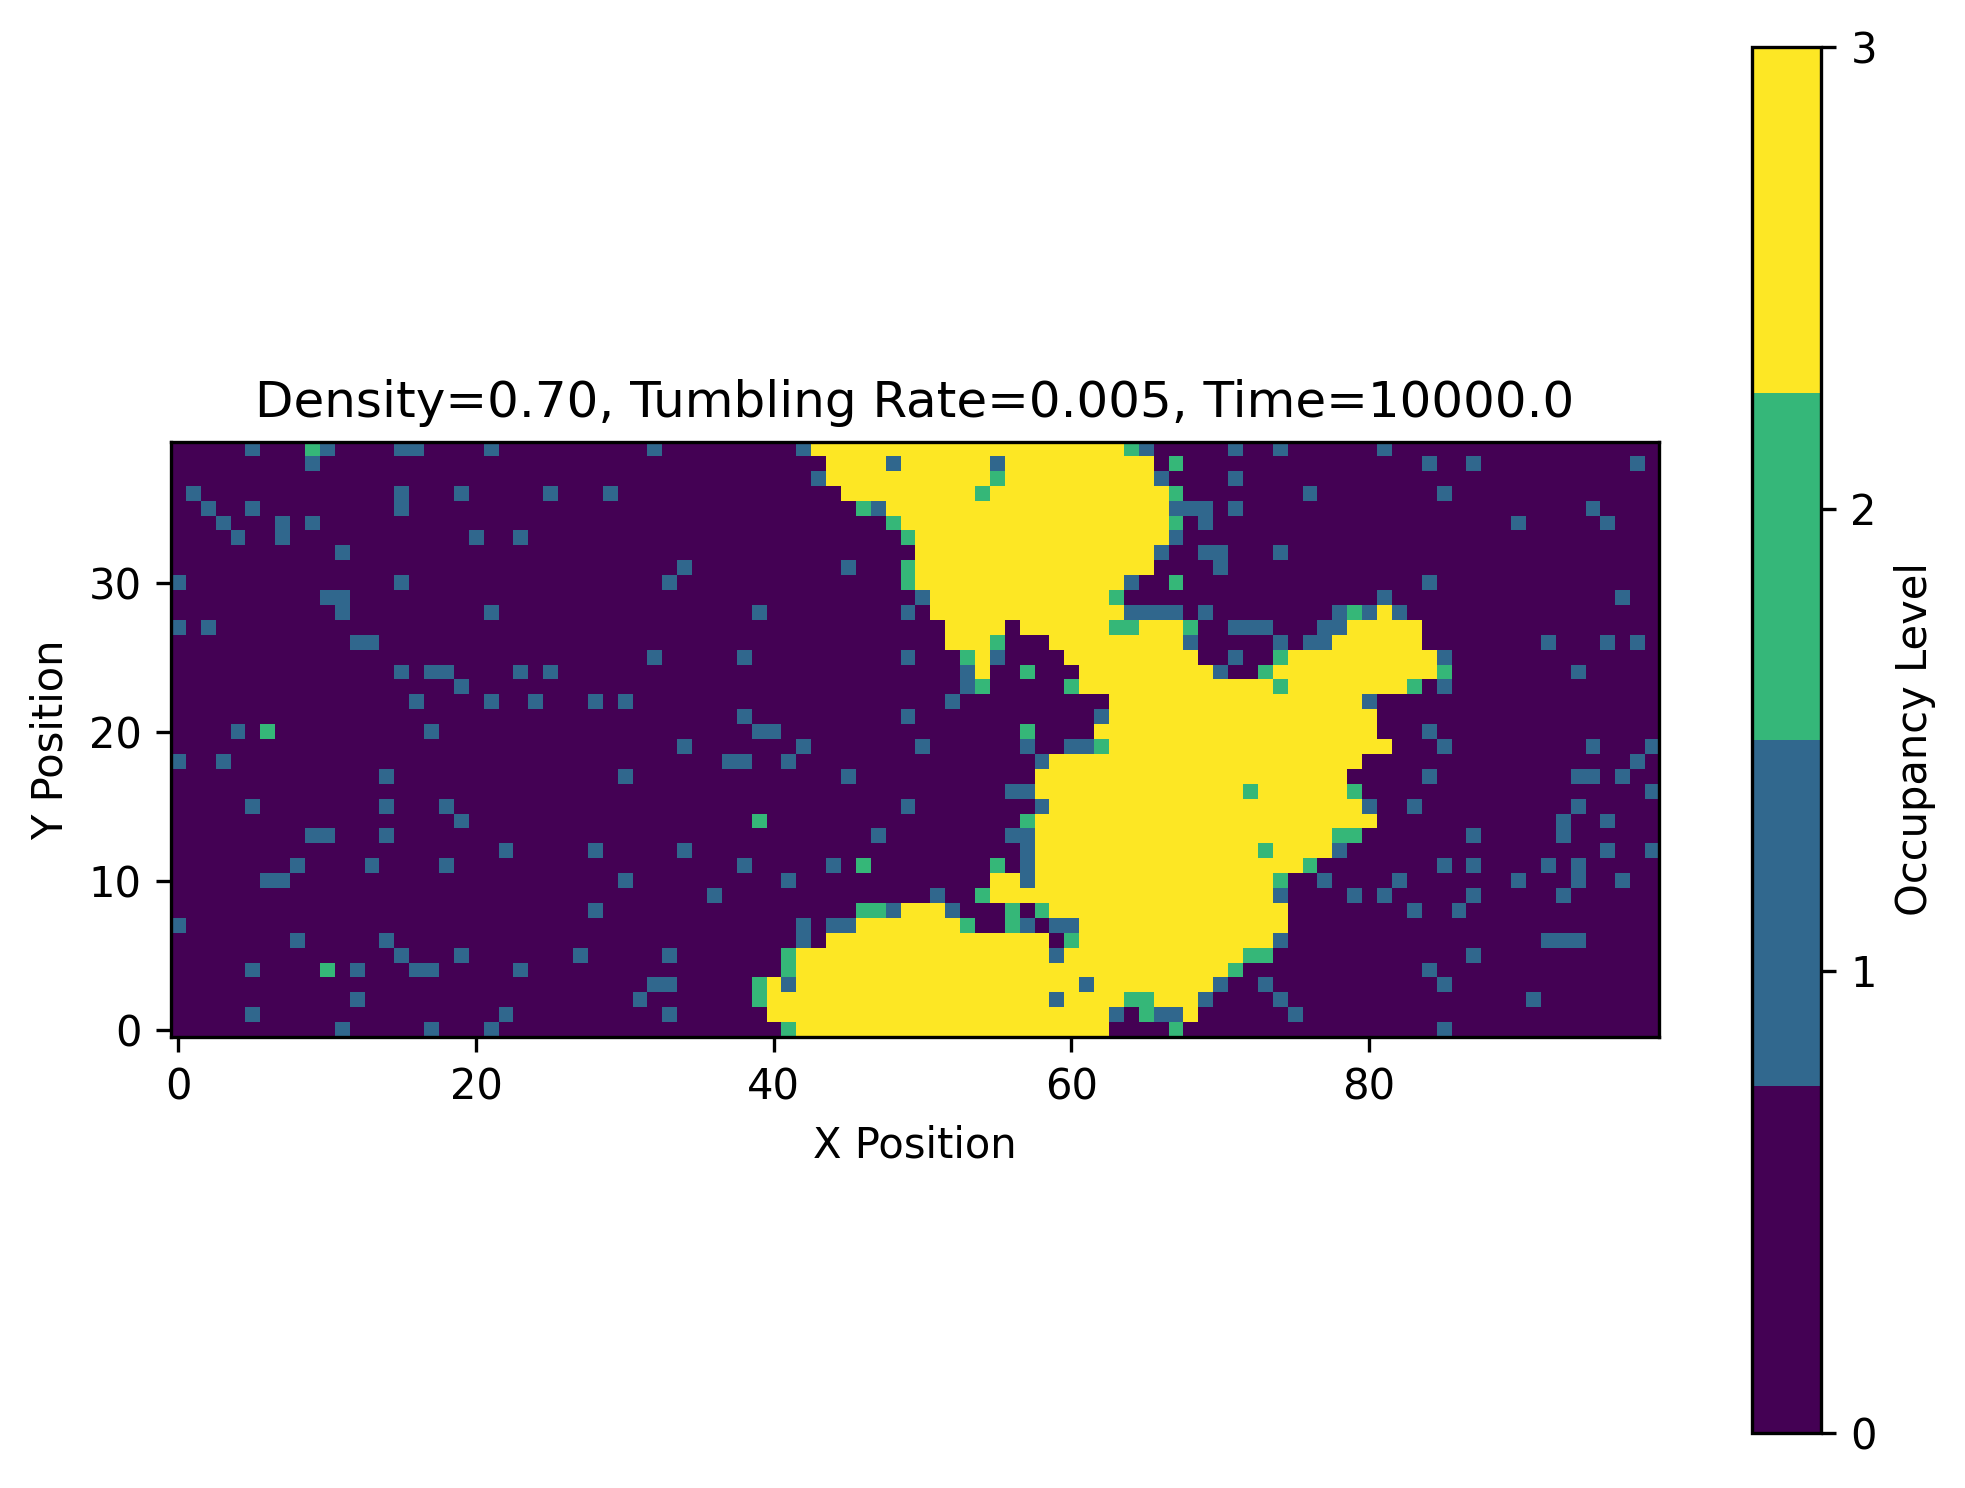 Density=0.70, Tumbling Rate=0.005, Time=10000.0
Y Position
30
20
10
0
0 20 40 60 80
X Position
3
2
1
0
Occupancy Level